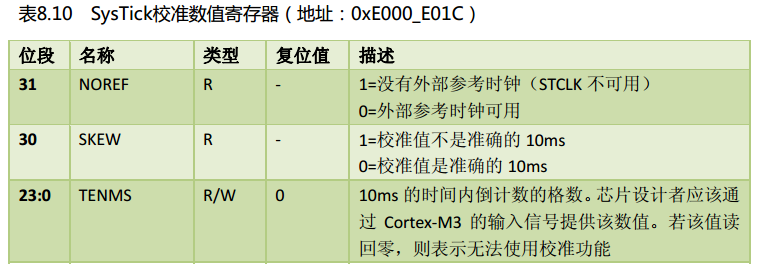 表8.10 SysTick校准数值寄存器（地址：0xE000_E01C）
位段 名称 类型 复位值 描述
31 NOREF R - 1=没有外部参考时钟（STCLK 不可用）
0=外部参考时钟可用
30 SKEW R - 1=校准值不是准确的 10ms
0=校准值是准确的 10ms
23:0 TENMS R/W 0 10ms 的时间内倒计数的格数。芯片设计者应该通
过 Cortex-M3 的输入信号提供该数值。若该值读
回零，则表示无法使用校准功能